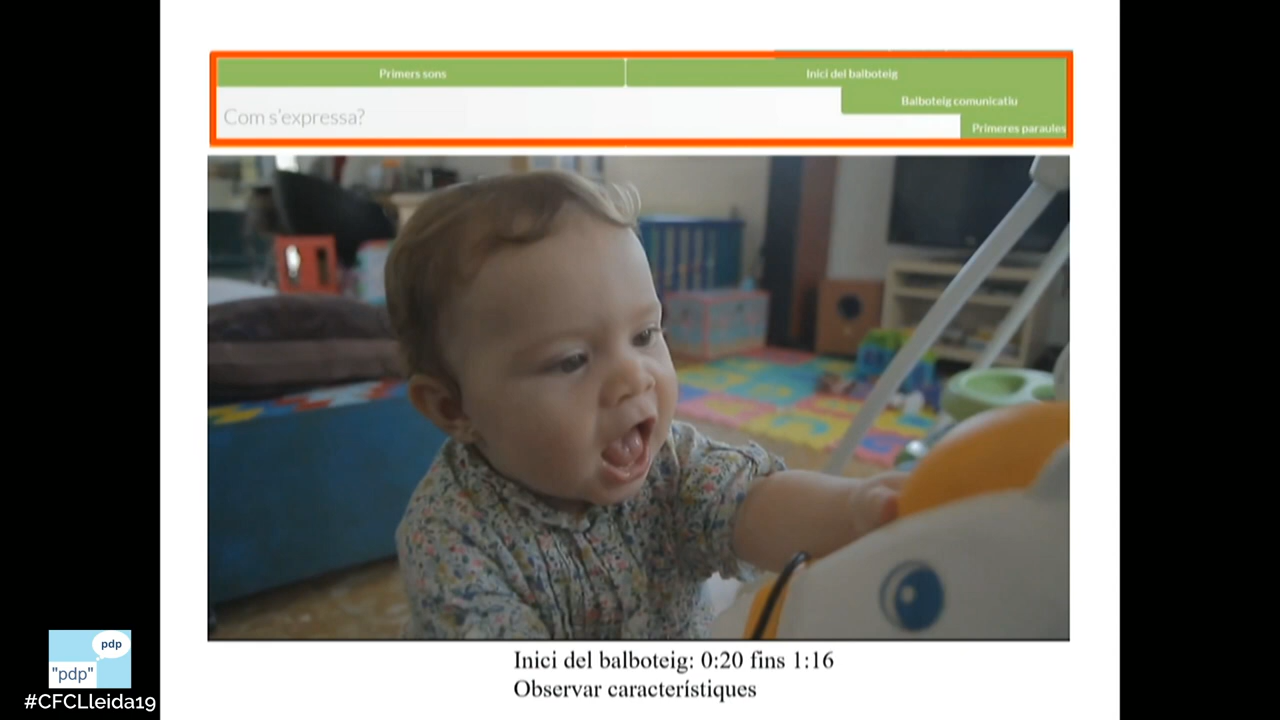 Primers sons
Inici del balboteig
Balboteig comunicatiu
Com s'expressa?
Primeres paraules
Inici del balboteig: 0:20 fins 1:16
Observar característiques
pdp
"pdp"
#CFCLleida19